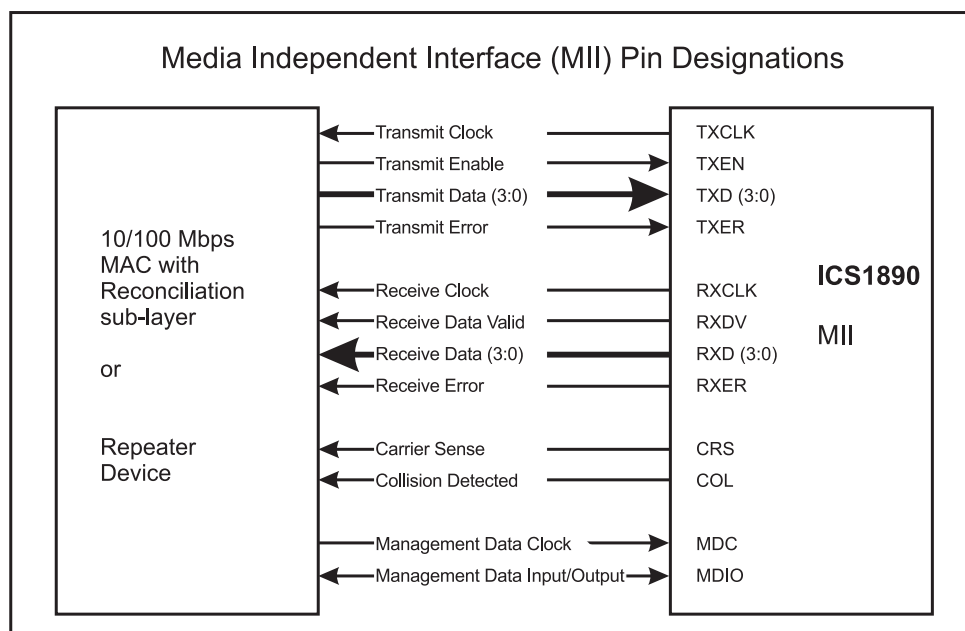 Media Independent Interface (MII) Pin Designations
10/100 Mbps
MAC with
Reconciliation
sub-layer
or
Repeater
Device
Transmit Clock
Transmit Enable
Transmit Data (3:0)
Transmit Error
Receive Clock
Receive Data Valid
Receive Data (3:0)
Receive Error
Carrier Sense
Collision Detected
Management Data Clock
Management Data Input/Output
TXCLK
TXEN
TXD (3:0)
TXER
RXCLK
RXDV
RXD (3:0)
RXER
CRS
COL
MDC
MDIO
ICS1890
MII